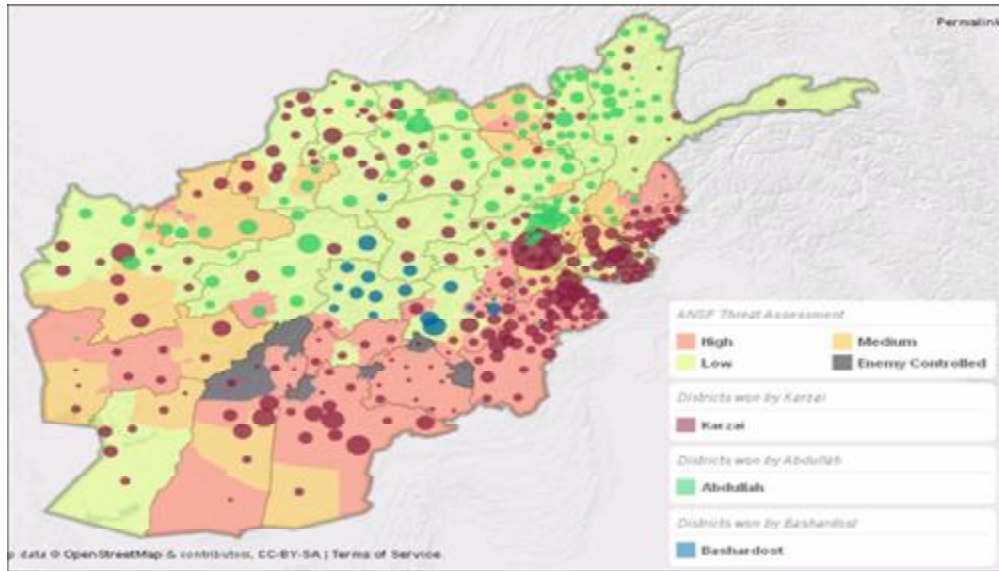 Permalink
ANSF Threat Assessment
High
Medium
Low
Enemy Controlled
Districts won by Karzai
Karzai
Districts won by Abdullah
Abdullah
Districts won by Bashardost
Bashardost
p data © OpenStreetMap & contributors, CC-BY-SA | Terms of Service.